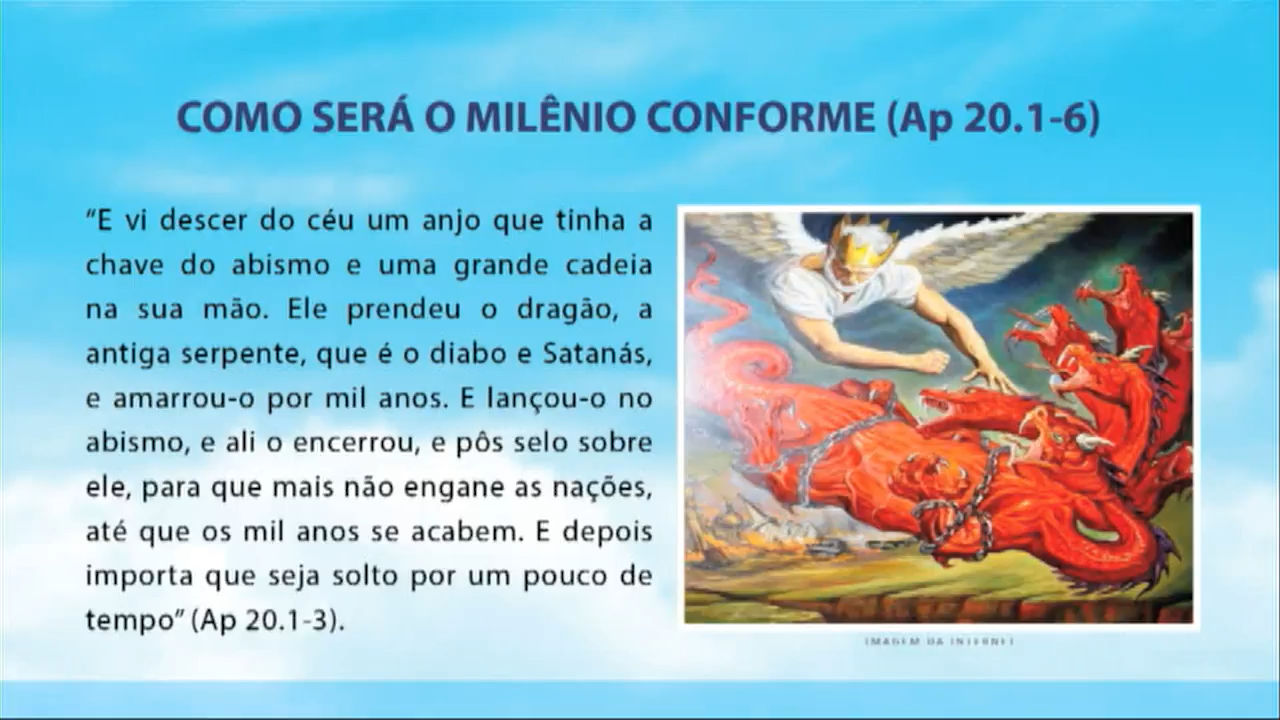 COMO SERÁ O MILÊNIO CONFORME (Ap 20.1-6)
"E vi descer do céu um anjo que tinha a
chave do abismo e uma grande cadeia
na sua mão. Ele prendeu o dragão, a
antiga serpente, que é o diabo e Satanás,
e amarrou-o por mil anos. E lançou-o no
abismo, e ali o encerrou, e pôs selo sobre
ele, para que mais não engane as nações,
até que os mil anos se acabem. E depois
importa que seja solto por um pouco de
tempo" (Ap 20.1-3).
IMAGEM DA INTERNET